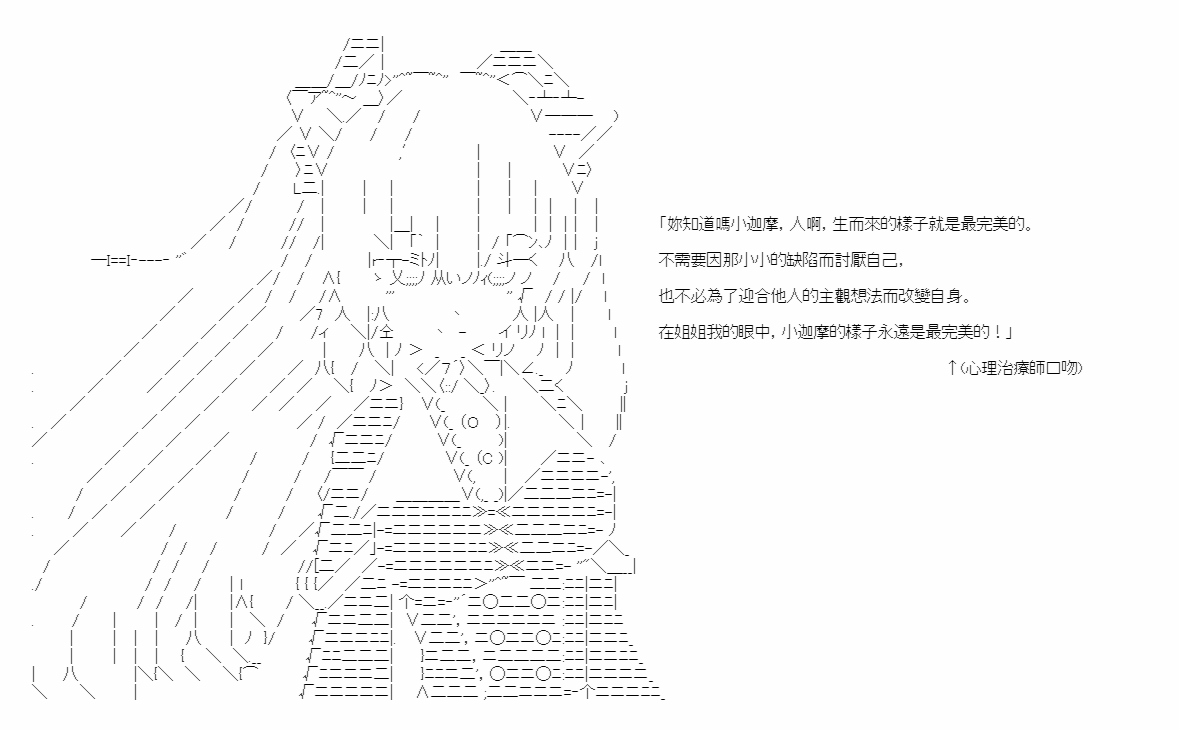 「妳知道嗎小迦摩，人啊，生而來的樣子就是最完美的。
不需要因那小小的缺陷而討厭自己，
也不必為了迎合他人的主觀想法而改變自身。
在姐姐我的眼中，小迦摩的樣子永遠是最完美的！」
↑(心理治療師口吻)